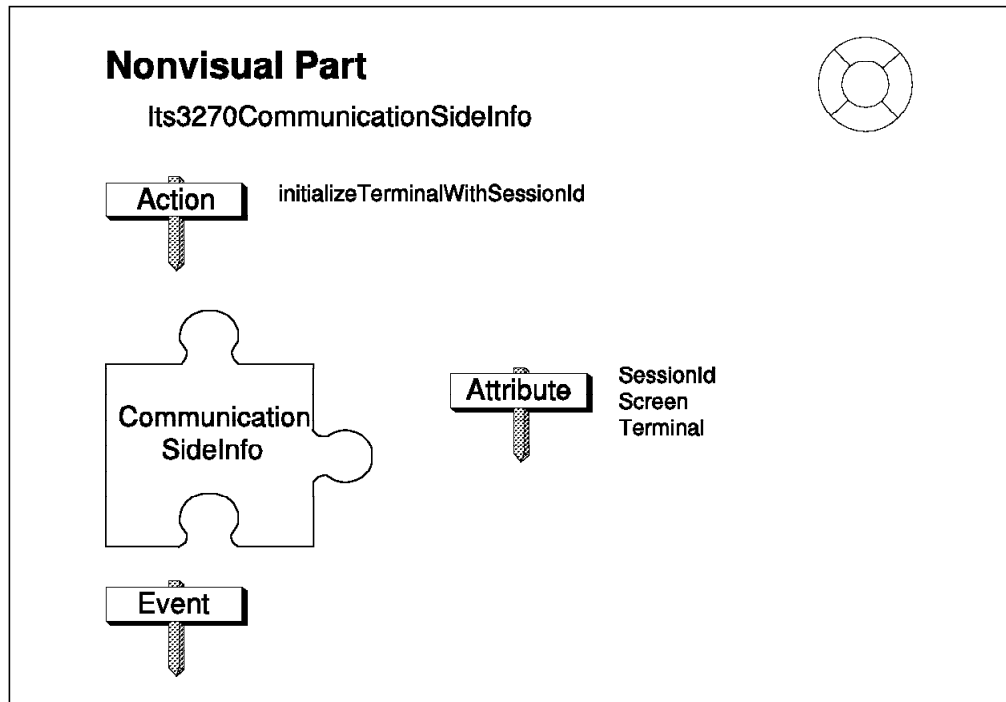 Nonvisual Part
Its3270CommunicationSideInfo
Action
initializeTerminalWithSessionId
Communication
SideInfo
Attribute
SessionId
Screen
Terminal
Event